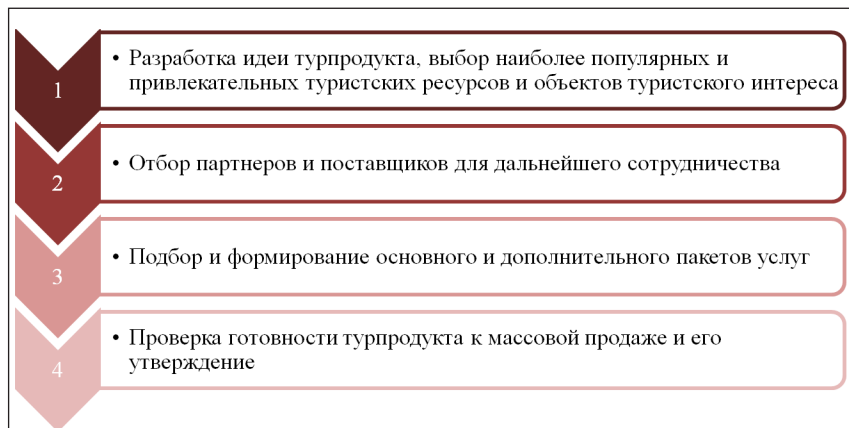 1
• Разработка идеи турпродукта, выбор наиболее популярных и
привлекательных туристских ресурсов и объектов туристского интереса
2
• Отбор партнеров и поставщиков для дальнейшего сотрудничества
3
• Подбор и формирование основного и дополнительного пакетов услуг
4
• Проверка готовности турпродукта к массовой продаже и его
утверждение